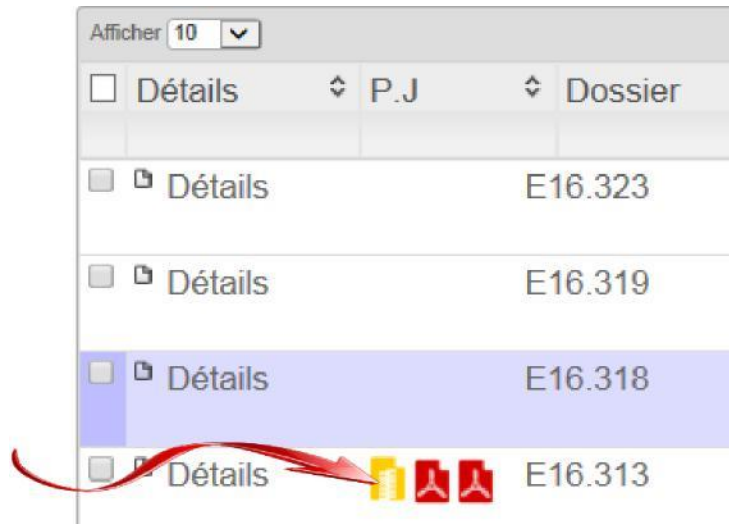 Afficher 10
Détails P.J Dossier
Détails E16.323
Détails E16.319
Détails E16.318
Détails E16.313